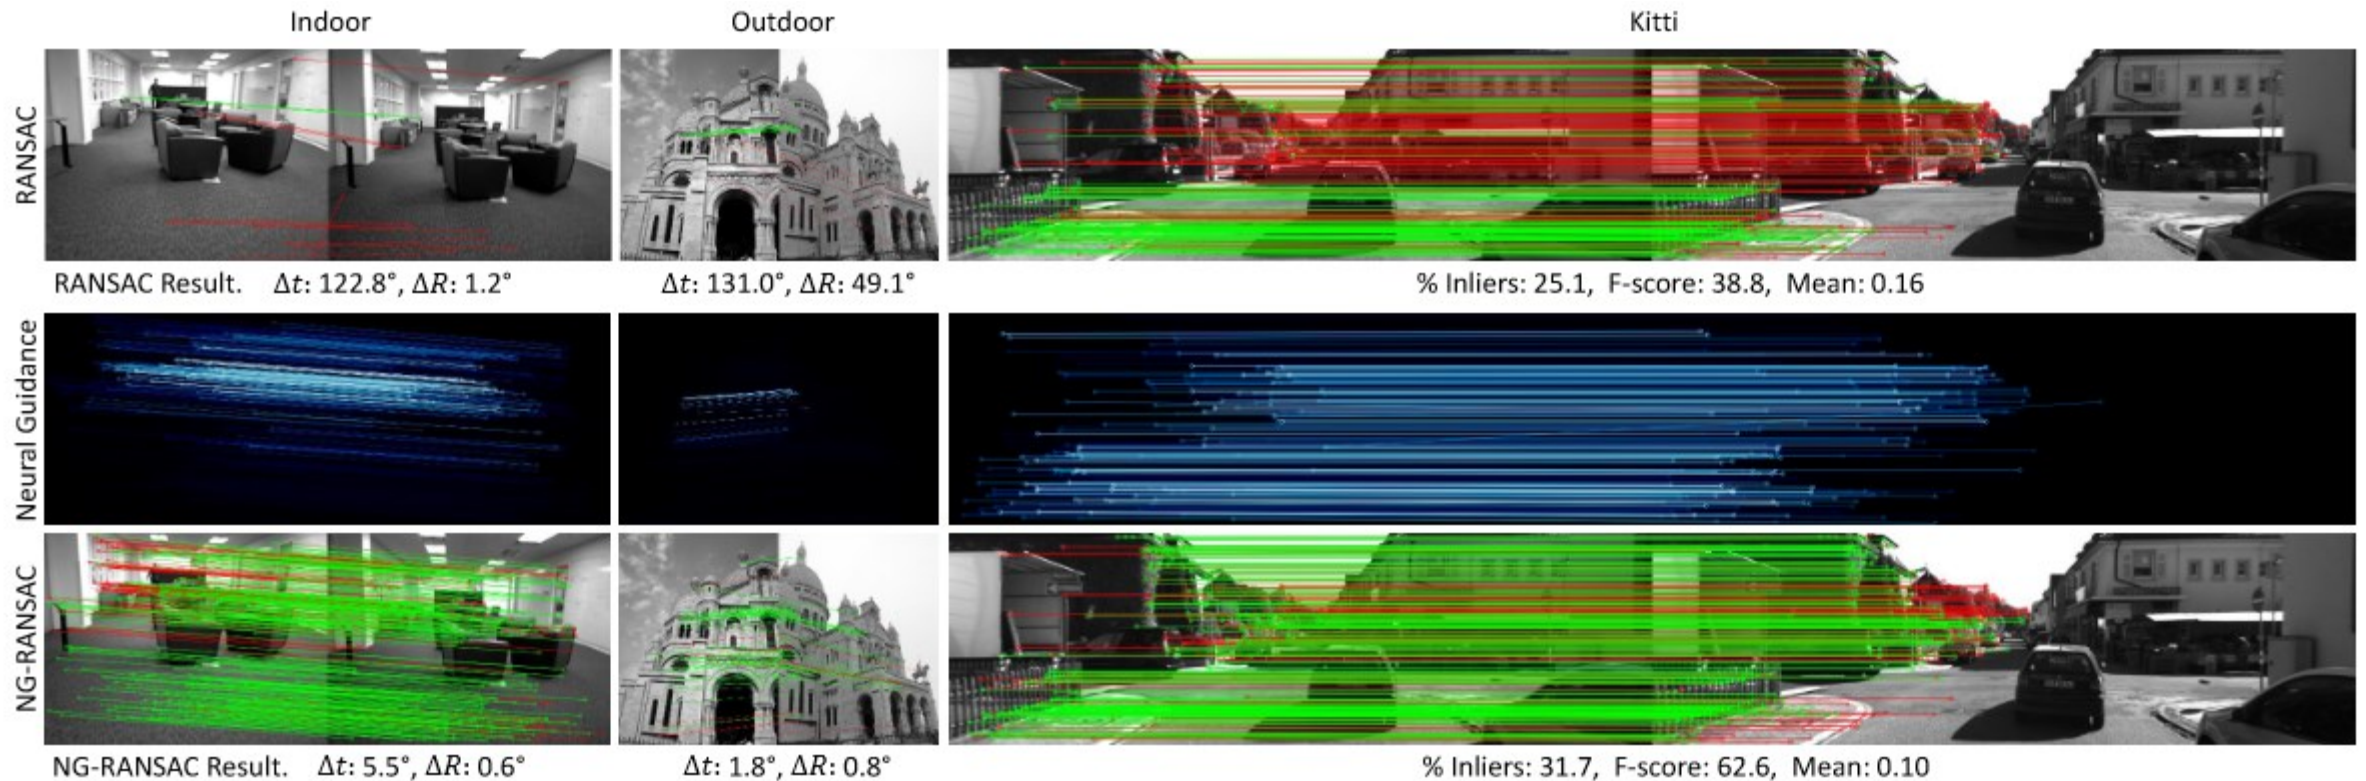 Indoor Outdoor Kitti
RANSAC
RANSAC Result. Δt: 122.8°, ΔR: 1.2° Δt: 131.0°, ΔR: 49.1° % Inliers: 25.1, F-score: 38.8, Mean: 0.16
Neural Guidance
NG-RANSAC
NG-RANSAC Result. Δt: 5.5°, ΔR: 0.6° Δt: 1.8°, ΔR: 0.8° % Inliers: 31.7, F-score: 62.6, Mean: 0.10